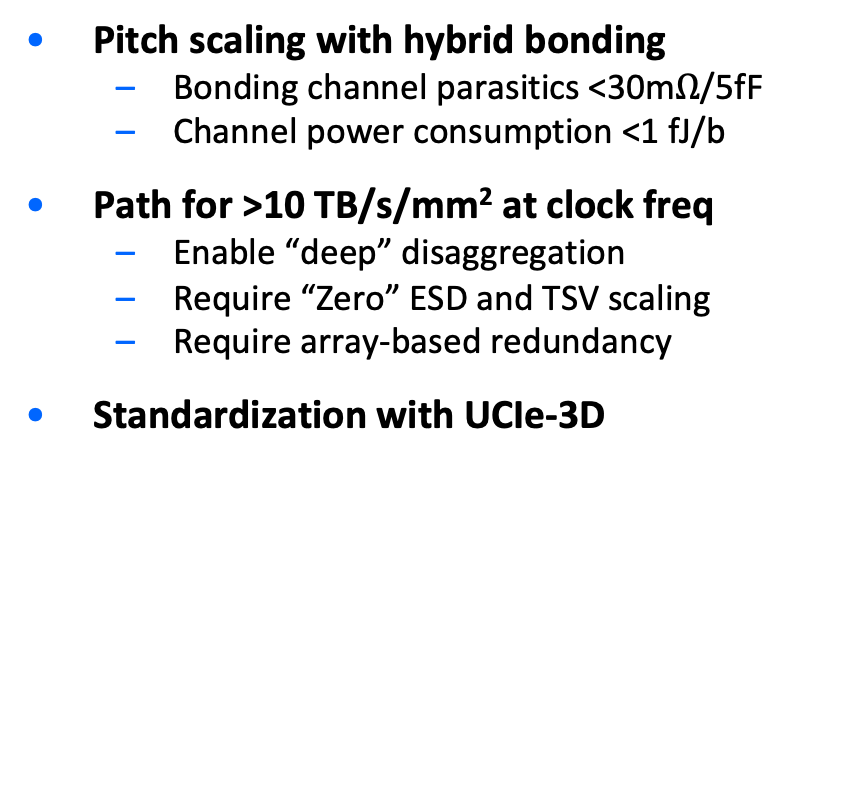 • Pitch scaling with hybrid bonding
– Bonding channel parasitics <30mΩ/5fF
– Channel power consumption <1 fJ/b
• Path for >10 TB/s/mm² at clock freq
– Enable “deep” disaggregation
– Require “Zero” ESD and TSV scaling
– Require array-based redundancy
• Standardization with UCIe-3D